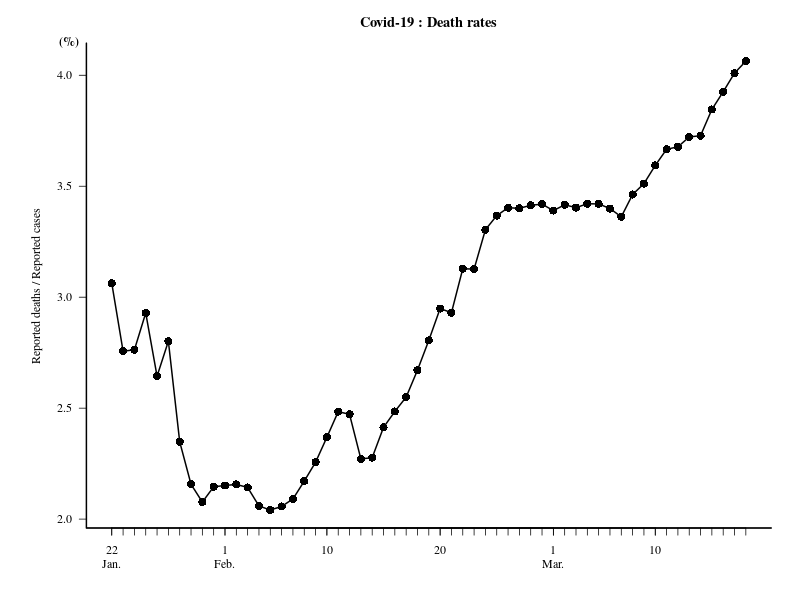 Covid-19 : Death rates
(%)
4.0
3.5
3.0
2.5
2.0
Reported deaths / Reported cases
22 1 10 20 1 10
Jan. Feb. Mar.